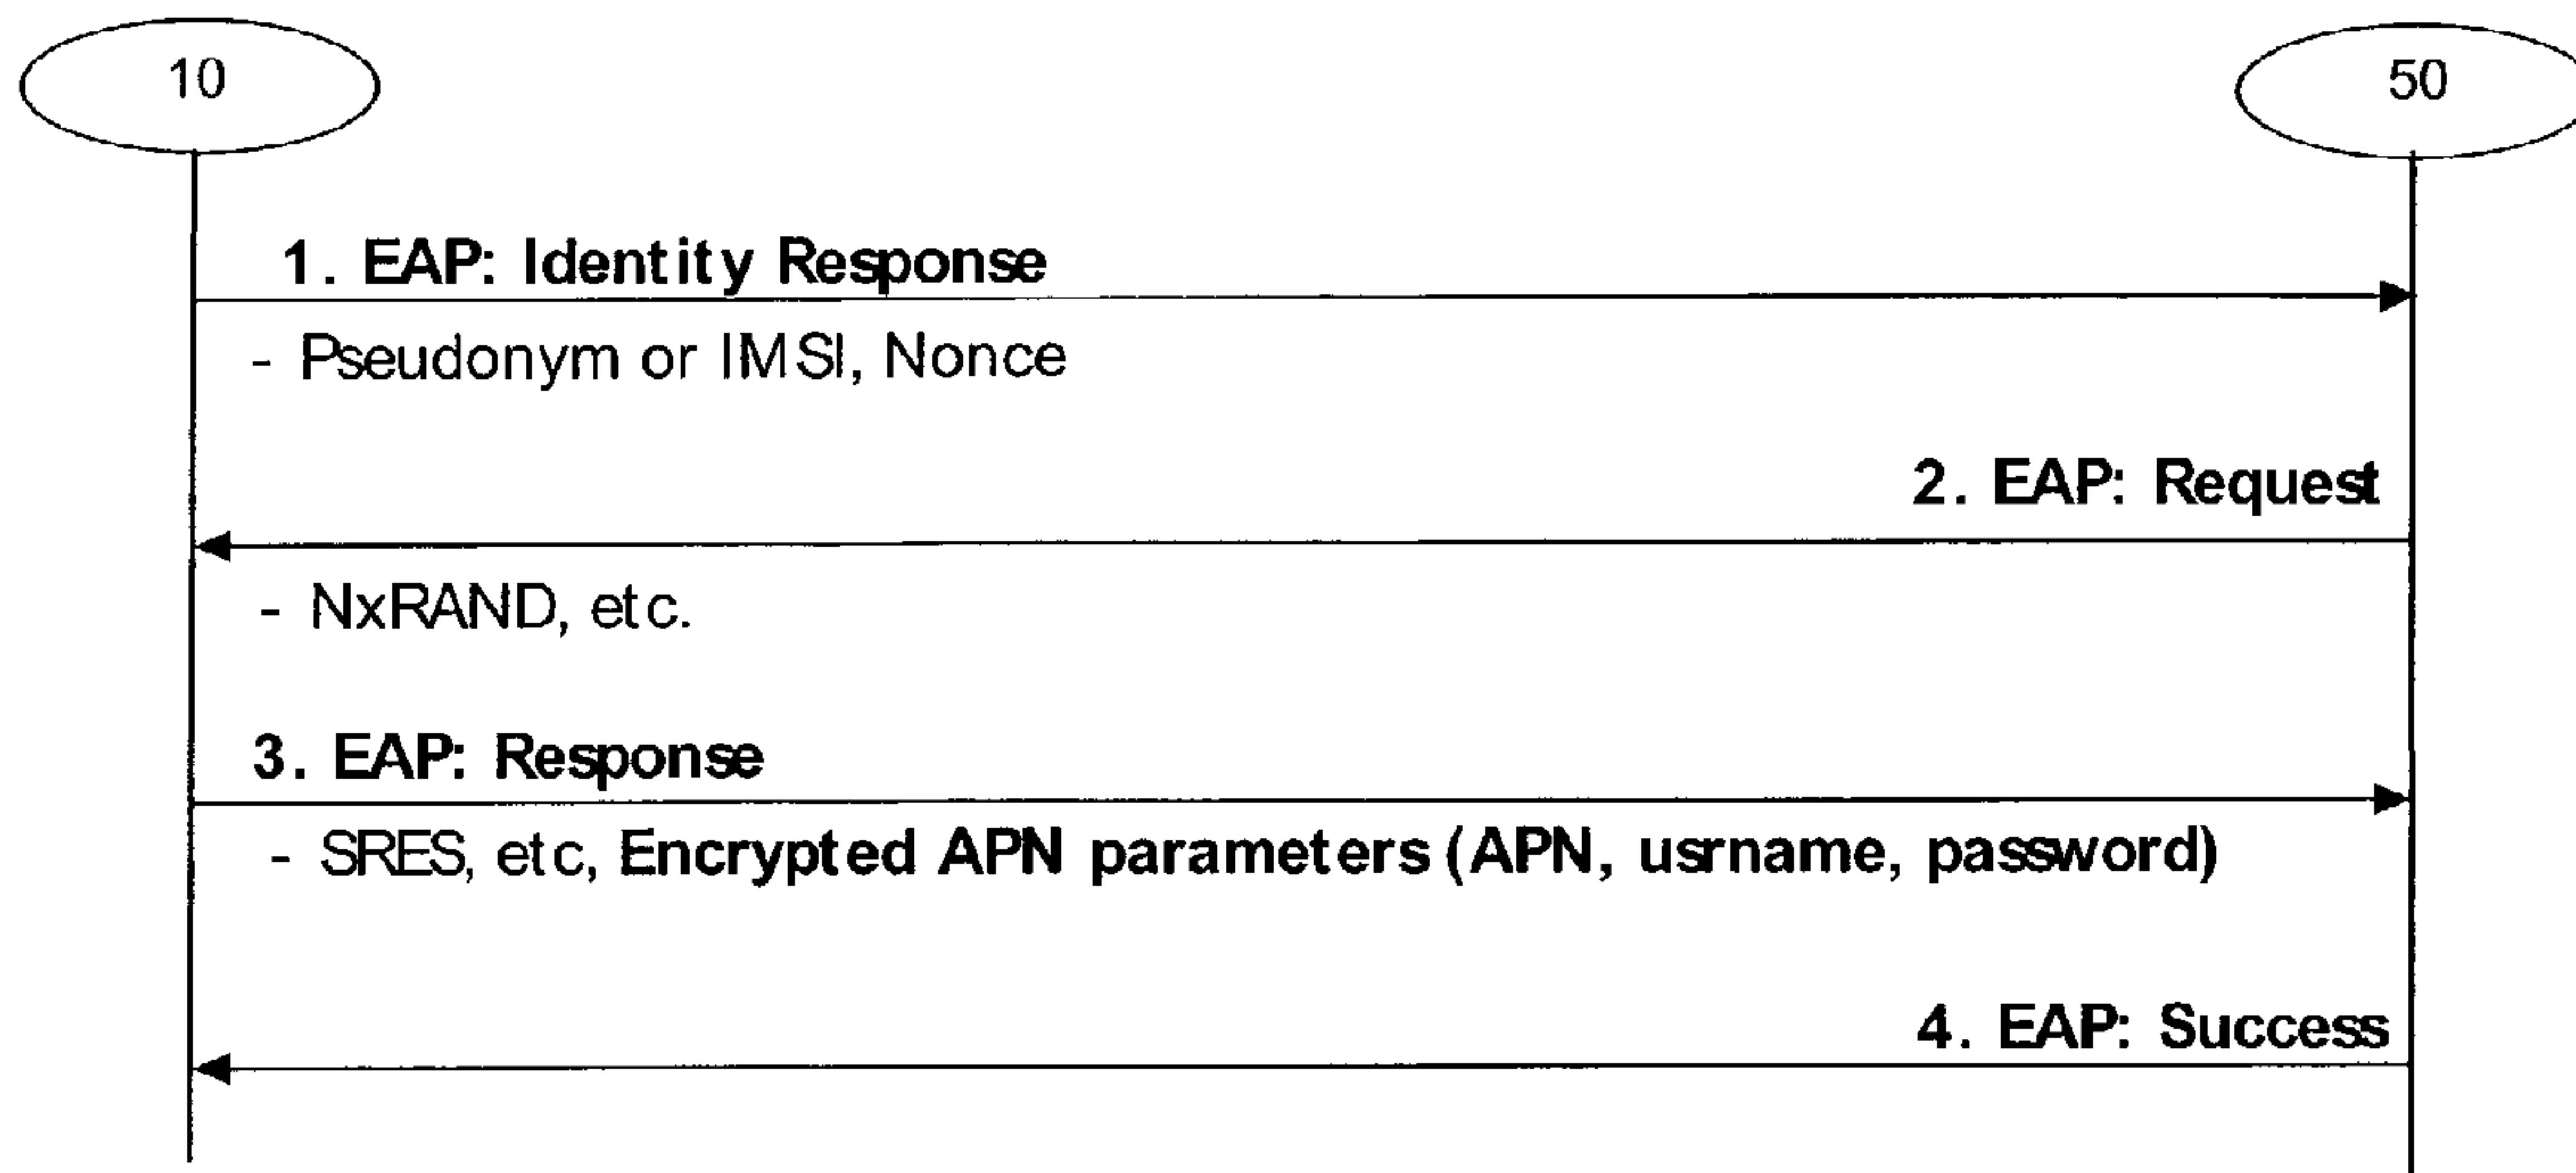 10
50
1. EAP: Identity Response
- Pseudonym or IMSI, Nonce
2. EAP: Request
- NxRAND, etc.
3. EAP: Response
- SRES, etc, Encrypted APN parameters (APN, usrname, password)
4. EAP: Success